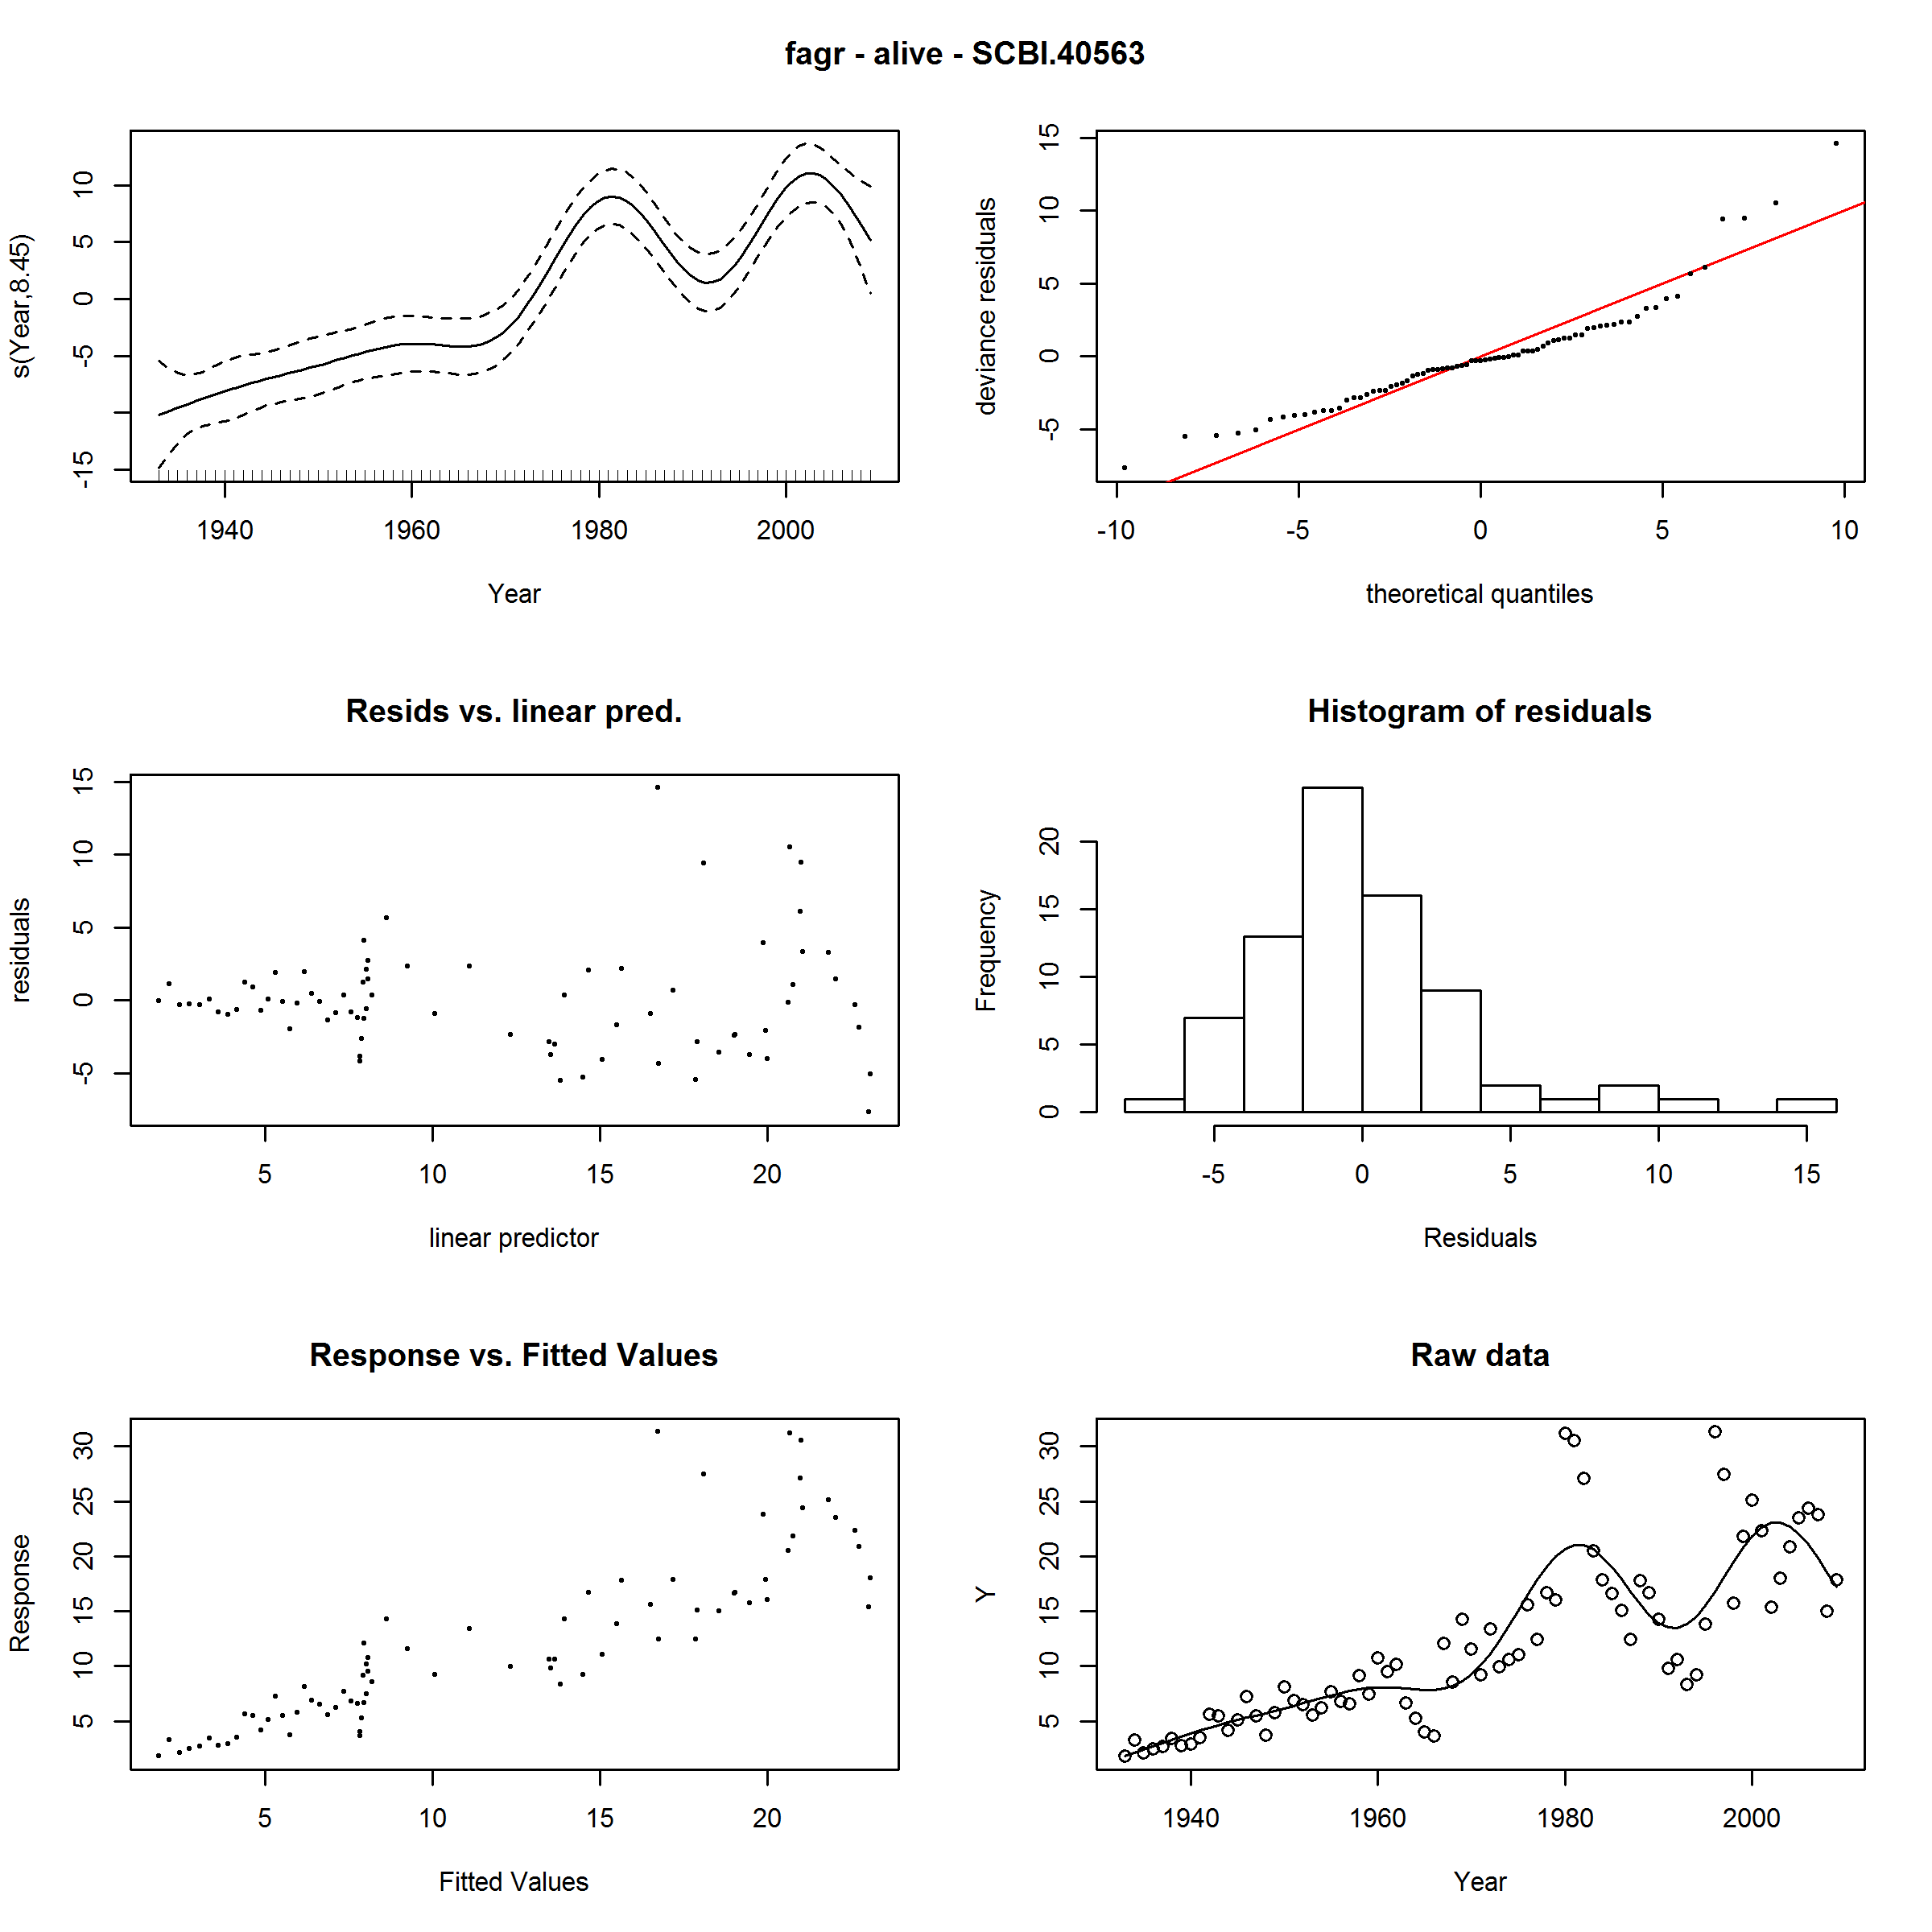 fagr - alive - SCBI.40563
s(Year,8.45)
10
5
0
-5
-15
1940 1960 1980 2000
Year
deviance residuals
15
10
5
0
-5
-10 -5 0 5 10
theoretical quantiles
Resids vs. linear pred.
residuals
15
10
5
0
-5
5 10 15 20
linear predictor
Histogram of residuals
Frequency
20
15
10
5
0
-5 0 5 10 15
Residuals
Response vs. Fitted Values
Response
30
25
20
15
10
5
5 10 15 20
Fitted Values
Raw data
Y
30
25
20
15
10
5
1940 1960 1980 2000
Year